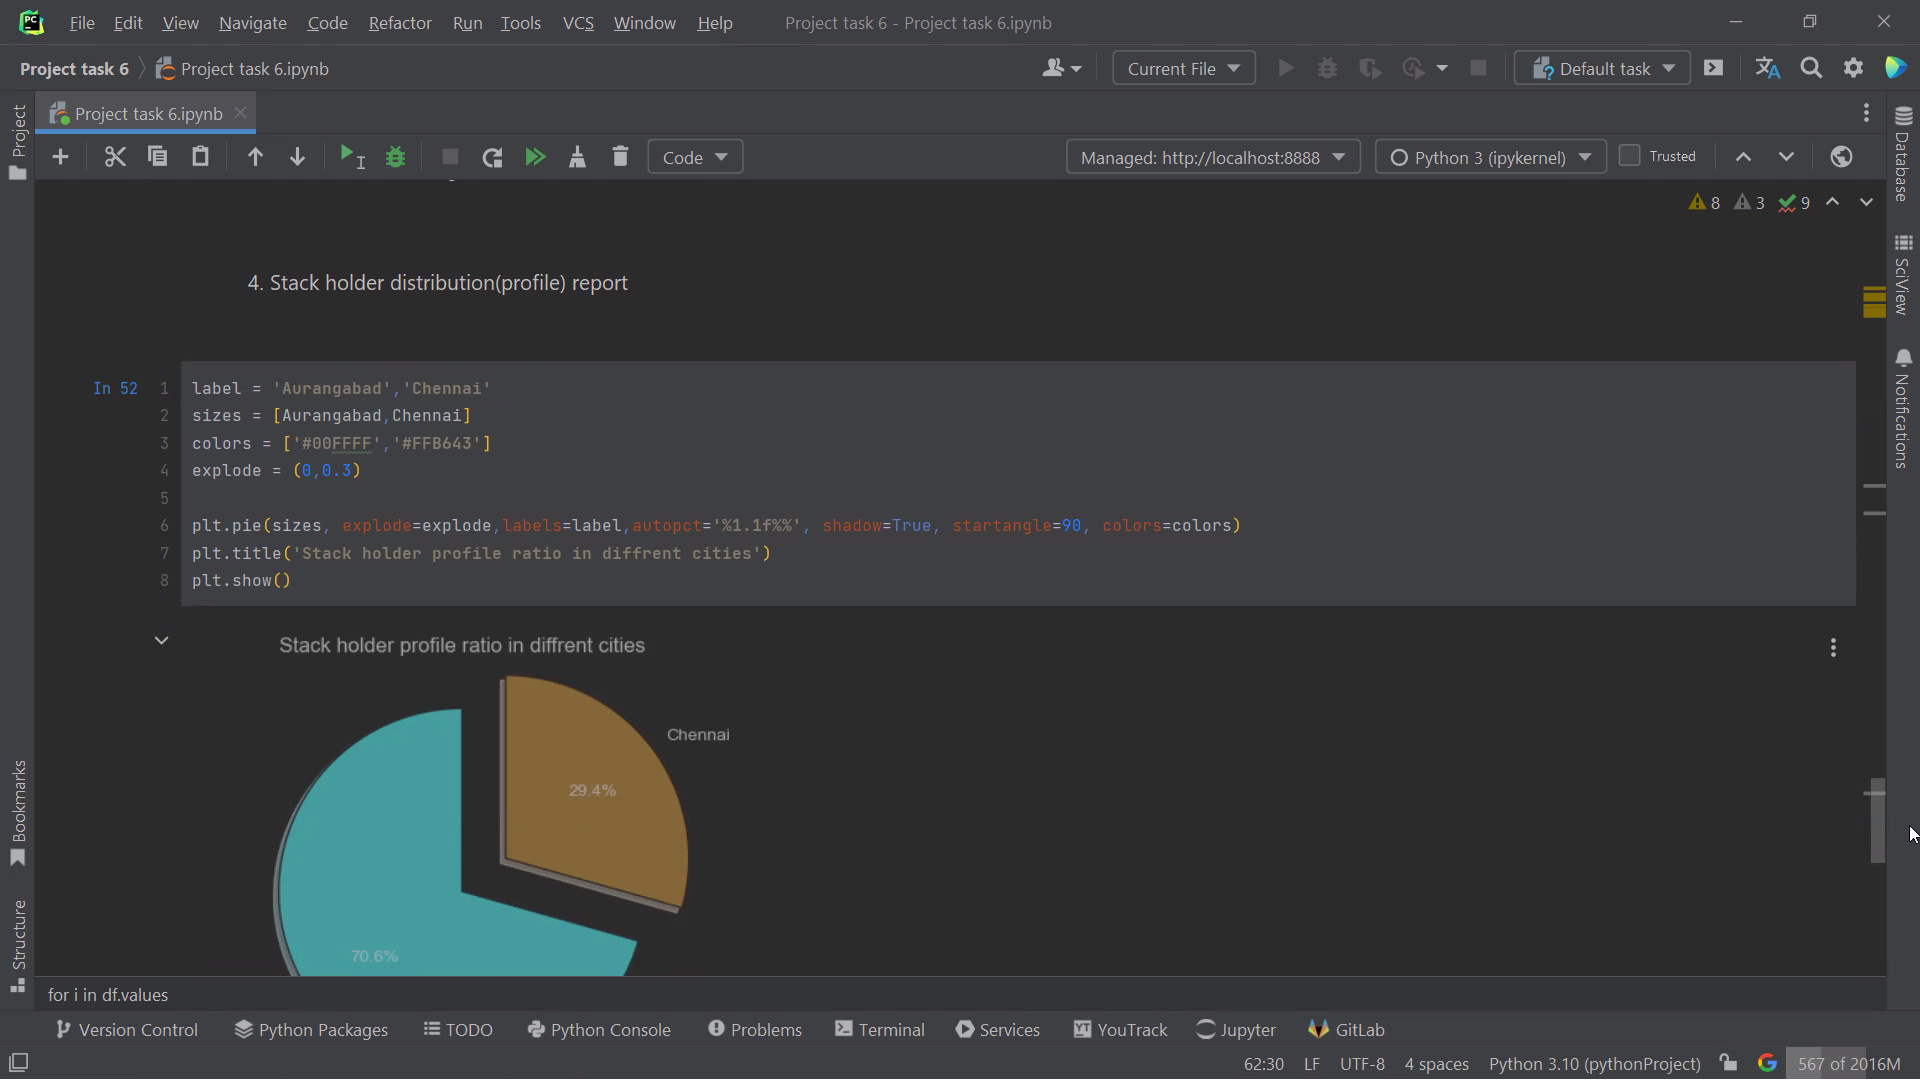 PC File Edit View Navigate Code Refactor Run Tools VCS Window Help Project task 6 - Project task 6.ipynb
Project task 6 Project task 6.ipynb Current File Default task
Project task 6.ipynb
Code Managed: http://localhost:8888 Python 3 (ipykernel) Trusted
8 3 9
Project
Bookmarks
Structure
Database
SciView
Notifications
4. Stack holder distribution(profile) report
In 52
1 label = 'Aurangabad','Chennai'
2 sizes = [Aurangabad,Chennai]
3 colors = ['#00FFFF','#FFB643']
4 explode = (0,0.3)
5
6 plt.pie(sizes, explode=explode,labels=label,autopct='%1.1f%%', shadow=True, startangle=90, colors=colors)
7 plt.title('Stack holder profile ratio in diffrent cities')
8 plt.show()
Stack holder profile ratio in diffrent cities
Chennai
29.4%
70.6%
for i in df.values
Version Control Python Packages TODO Python Console Problems Terminal Services YT YouTrack Jupyter GitLab
62:30 LF UTF-8 4 spaces Python 3.10 (pythonProject) 567 of 2016M